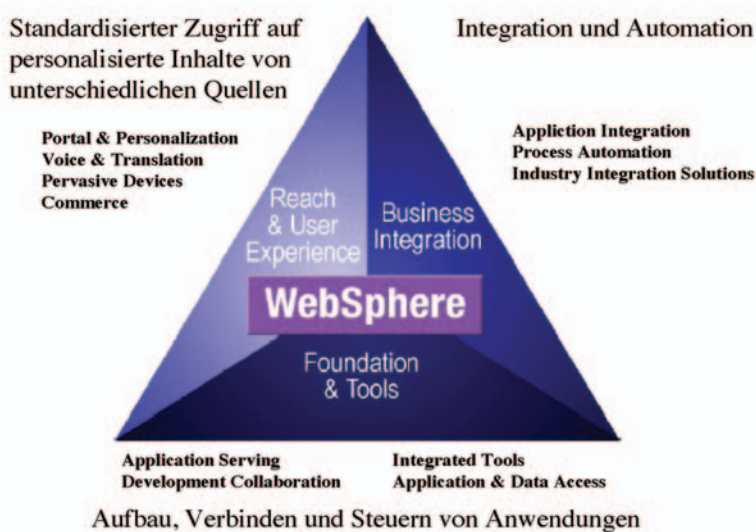 Standardisierter Zugriff auf
personalisierte Inhalte von
unterschiedlichen Quellen
Integration und Automation
Portal & Personalization
Voice & Translation
Pervasive Devices
Commerce
Appliction Integration
Process Automation
Industry Integration Solutions
Reach
& User
Experience
Business
Integration
WebSphere
Foundation
& Tools
Application Serving
Development Collaboration
Integrated Tools
Application & Data Access
Aufbau, Verbinden und Steuern von Anwendungen